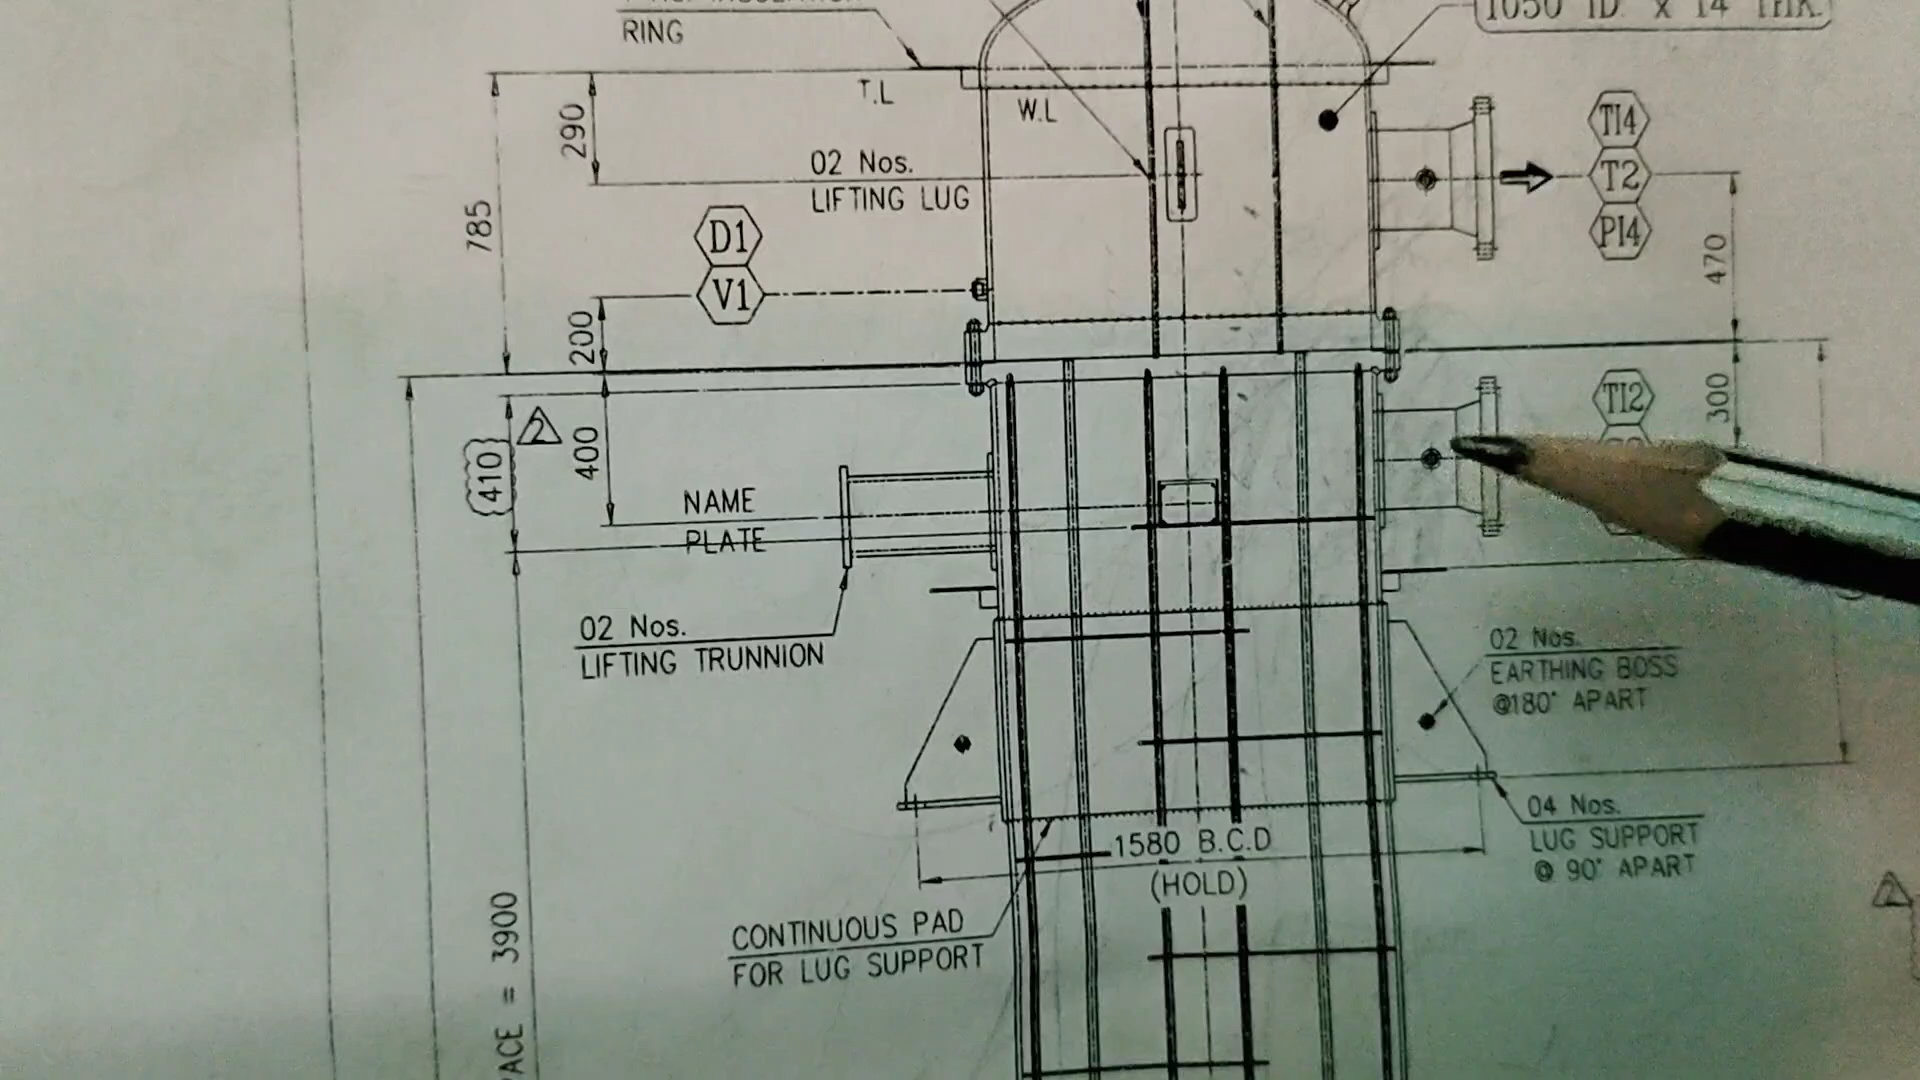 RING
1050 ID x 14 THK.
T.L
W.L
290
02 Nos.
LIFTING LUG
785
D1
V1
200
TI4
T2
PI4
470
300
TI2
410
2
400
NAME
PLATE
02 Nos.
LIFTING TRUNNION
02 Nos.
EARTHING BOSS
@180° APART
04 Nos.
LUG SUPPORT
@ 90° APART
1580 B.C.D
(HOLD)
CONTINUOUS PAD
FOR LUG SUPPORT
= 3900
2